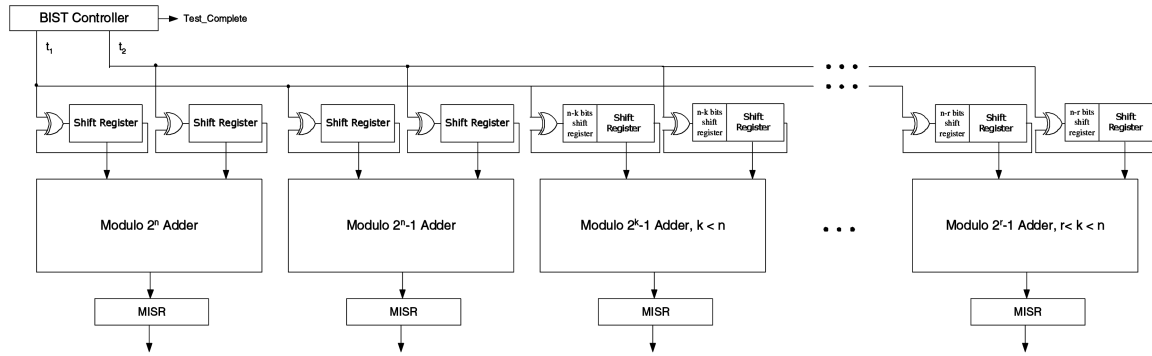 BIST Controller
Test_Complete
t₁
t₂
Shift Register
Shift Register
Shift Register
Shift Register
n-k bits
shift
register
Shift
Register
n-k bits
shift
register
Shift
Register
n-r bits
shift
register
Shift
Register
n-r bits
shift
register
Shift
Register
Modulo 2ⁿ Adder
Modulo 2ⁿ-1 Adder
Modulo 2ᵏ-1 Adder, k < n
Modulo 2ʳ-1 Adder, r< k < n
MISR
MISR
MISR
MISR